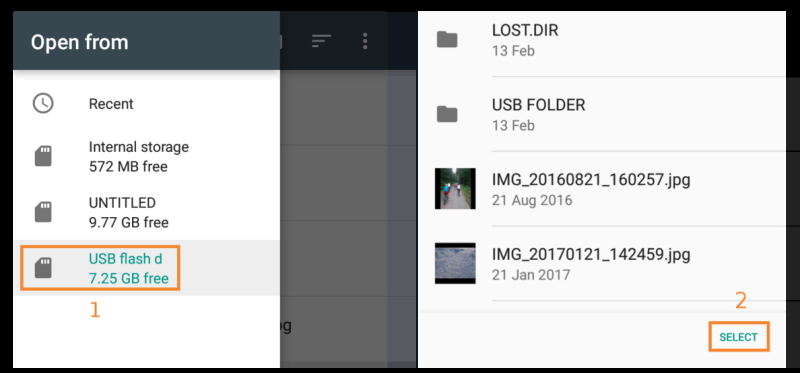 Open from
Recent
Internal storage
572 MB free
UNTITLED
9.77 GB free
USB flash d
7.25 GB free
1
LOST.DIR
13 Feb
USB FOLDER
13 Feb
IMG_20160821_160257.jpg
21 Aug 2016
IMG_20170121_142459.jpg
21 Jan 2017
2
SELECT